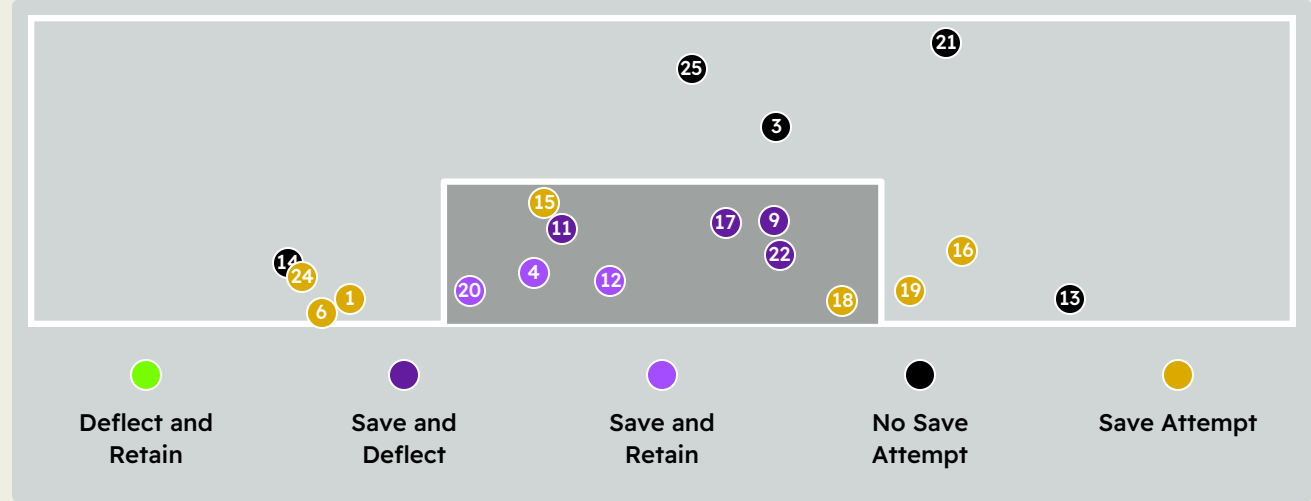 21
25
3
15
11
17
9
22
16
14
24
4
12
20
19
18
1
13
6
Deflect and
Retain
Save and
Deflect
Save and
Retain
No Save
Attempt
Save Attempt